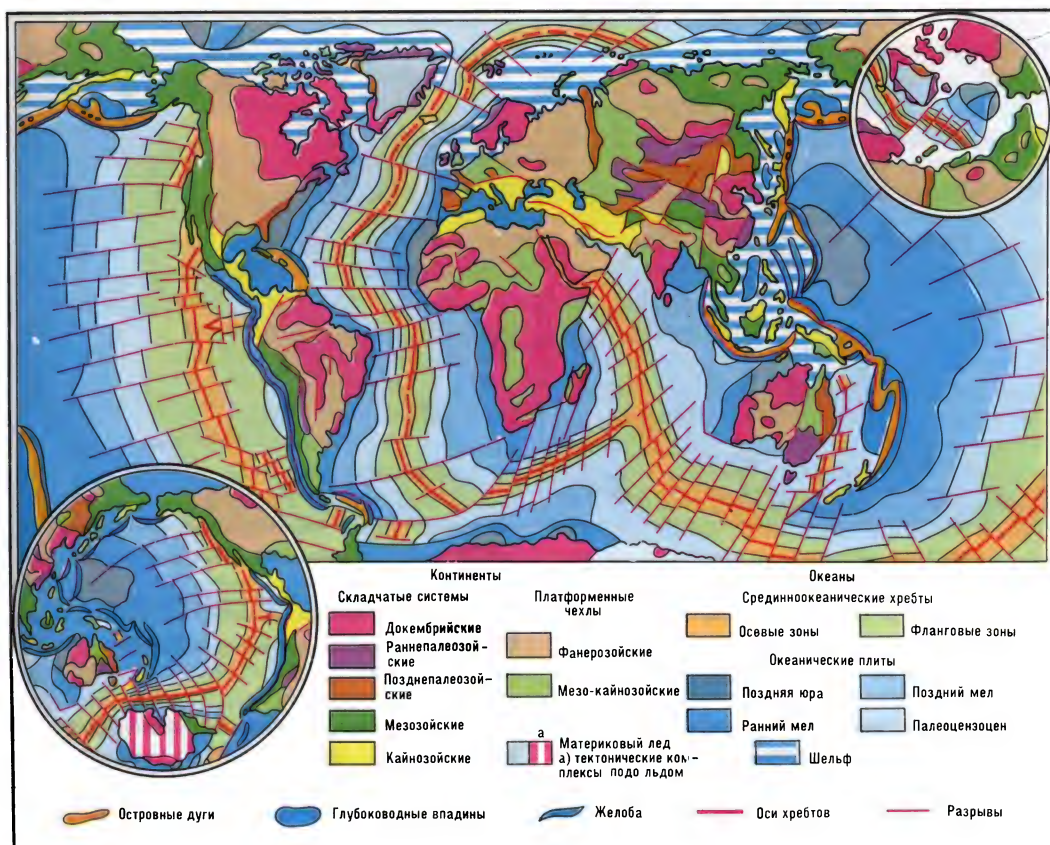 Континенты
Складчатые системы
Докембрийские
Раннепалеозой-
ские
Позднепалеозой-
ские
Мезозойские
Кайнозойские
Платформенные
чехлы
Фанерозойские
Мезо-кайнозойские
а
Материковый лед
а) тектонические ком-
плексы подо льдом
Океаны
Срединноокеанические хребты
Осевые зоны
Фланговые зоны
Океанические плиты
Поздняя юра
Поздний мел
Ранний мел
Палеоцензоцен
Шельф
Островные дуги
Глубоководные впадины
Желоба
Оси хребтов
Разрывы